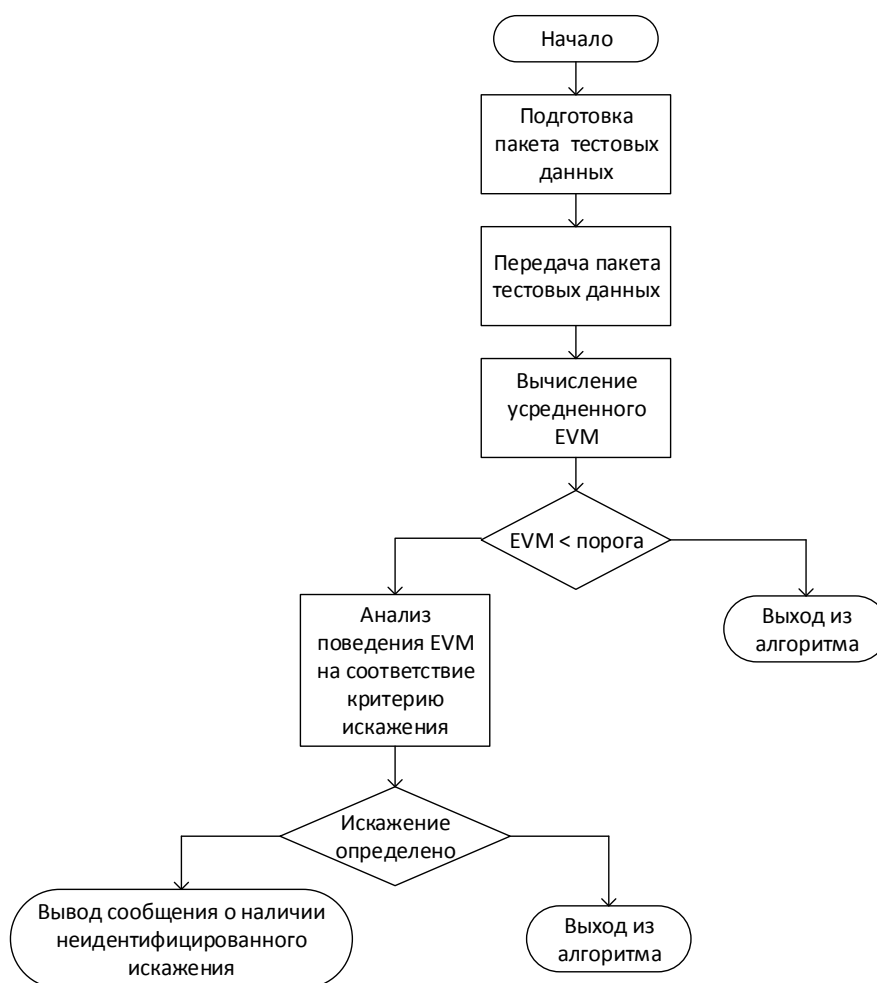 Начало
Подготовка
пакета тестовых
данных
Передача пакета
тестовых данных
Вычисление
усредненного
EVM
EVM < порога
Анализ
поведения EVM
на соответствие
критерию
искажения
Выход из
алгоритма
Искажение
определено
Вывод сообщения о наличии
неидентифицированного
искажения
Выход из
алгоритма